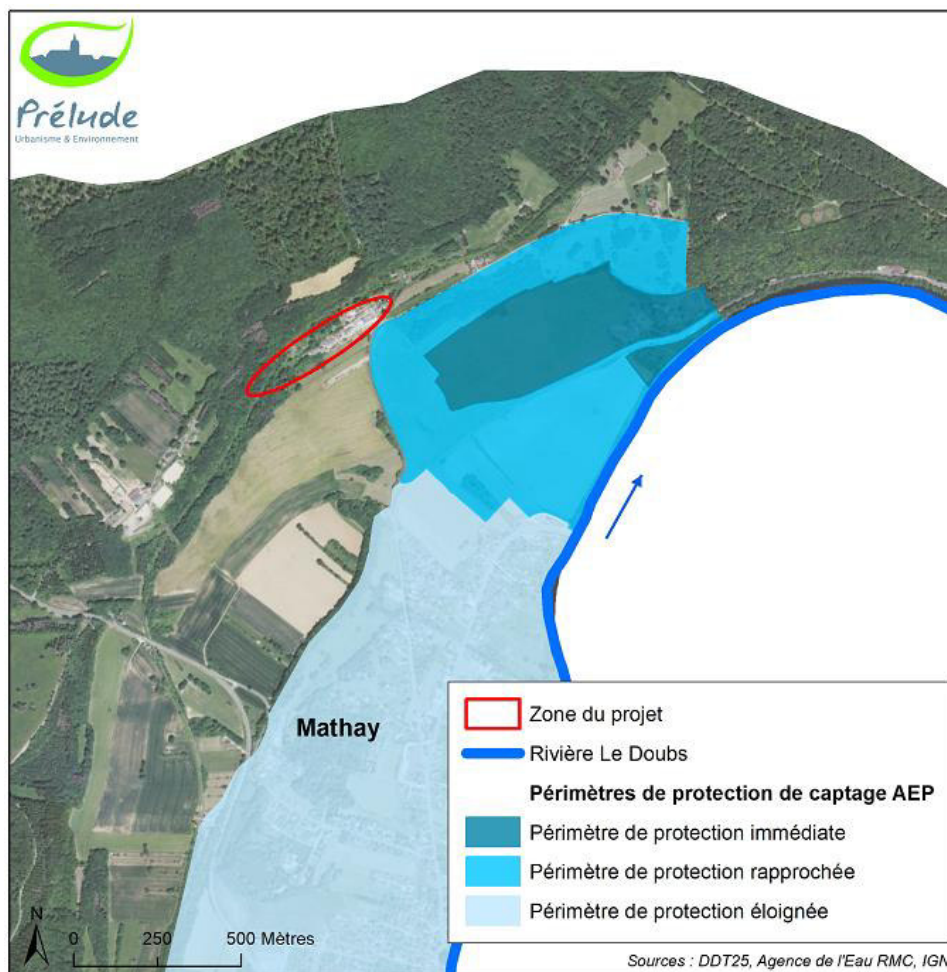 Prélude
Urbanisme & Environnement
Mathay
Zone du projet
Rivière Le Doubs
Périmètres de protection de captage AEP
Périmètre de protection immédiate
Périmètre de protection rapprochée
Périmètre de protection éloignée
N
0 250 500 Mètres
Sources : DDT25, Agence de l'Eau RMC, IGN